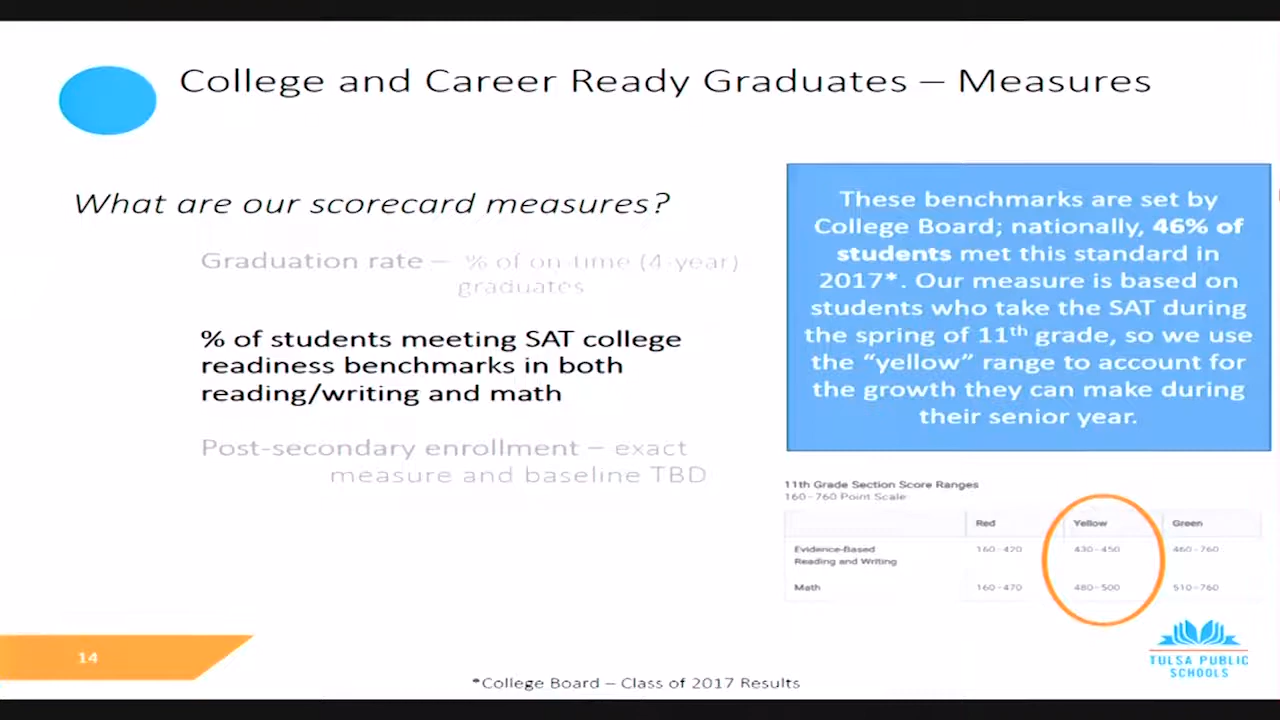 College and Career Ready Graduates – Measures
What are our scorecard measures?
Graduation rate – % of on-time (4-year)
graduates
% of students meeting SAT college
readiness benchmarks in both
reading/writing and math
Post-secondary enrollment – exact
measure and baseline TBD
These benchmarks are set by
College Board; nationally, 46% of
students met this standard in
2017*. Our measure is based on
students who take the SAT during
the spring of 11th grade, so we use
the “yellow” range to account for
the growth they can make during
their senior year.
11th Grade Section Score Ranges
160-760 Point Scale
Red Yellow Green
Evidence-Based 160-420 430-450 460-760
Reading and Writing
Math 160-470 480-500 510-760
14
*College Board – Class of 2017 Results
TULSA PUBLIC
SCHOOLS